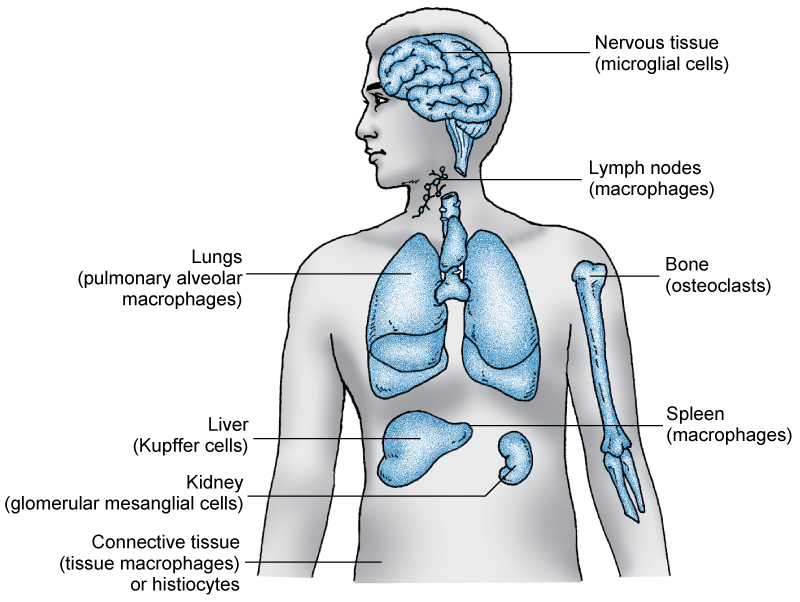 Nervous tissue
(microglial cells)
Lymph nodes
(macrophages)
Lungs
(pulmonary alveolar
macrophages)
Bone
(osteoclasts)
Spleen
(macrophages)
Liver
(Kupffer cells)
Kidney
(glomerular mesanglial cells)
Connective tissue
(tissue macrophages)
or histiocytes